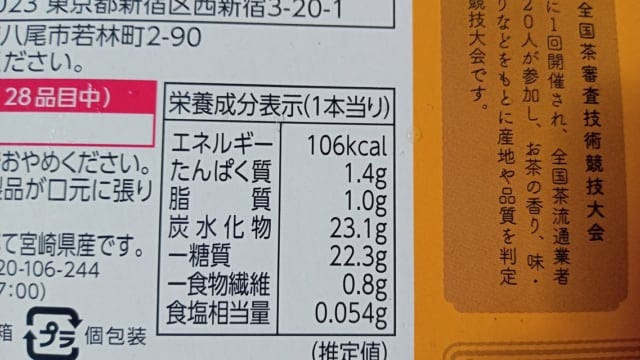 023 東京都新宿区西新宿3-20-1
八尾市若林町2-90
ださい。
28品目中)
おやめください。
製品が口元に張り
て宮崎県産です。
20-106-244
7:00)
箱 プラ 個包装
栄養成分表示(1本当り)
エネルギー 106kcal
たんぱく質 1.4g
脂質 1.0g
炭水化物 23.1g
ー糖質 22.3g
ー食物繊維 0.8g
食塩相当量 0.054g
(推定値)
全国茶審査技術競技大会
に1回開催され、全国茶流通業者
20人が参加し、お茶の香り、味・
りなどをもとに産地や品質を判定
競技大会です。